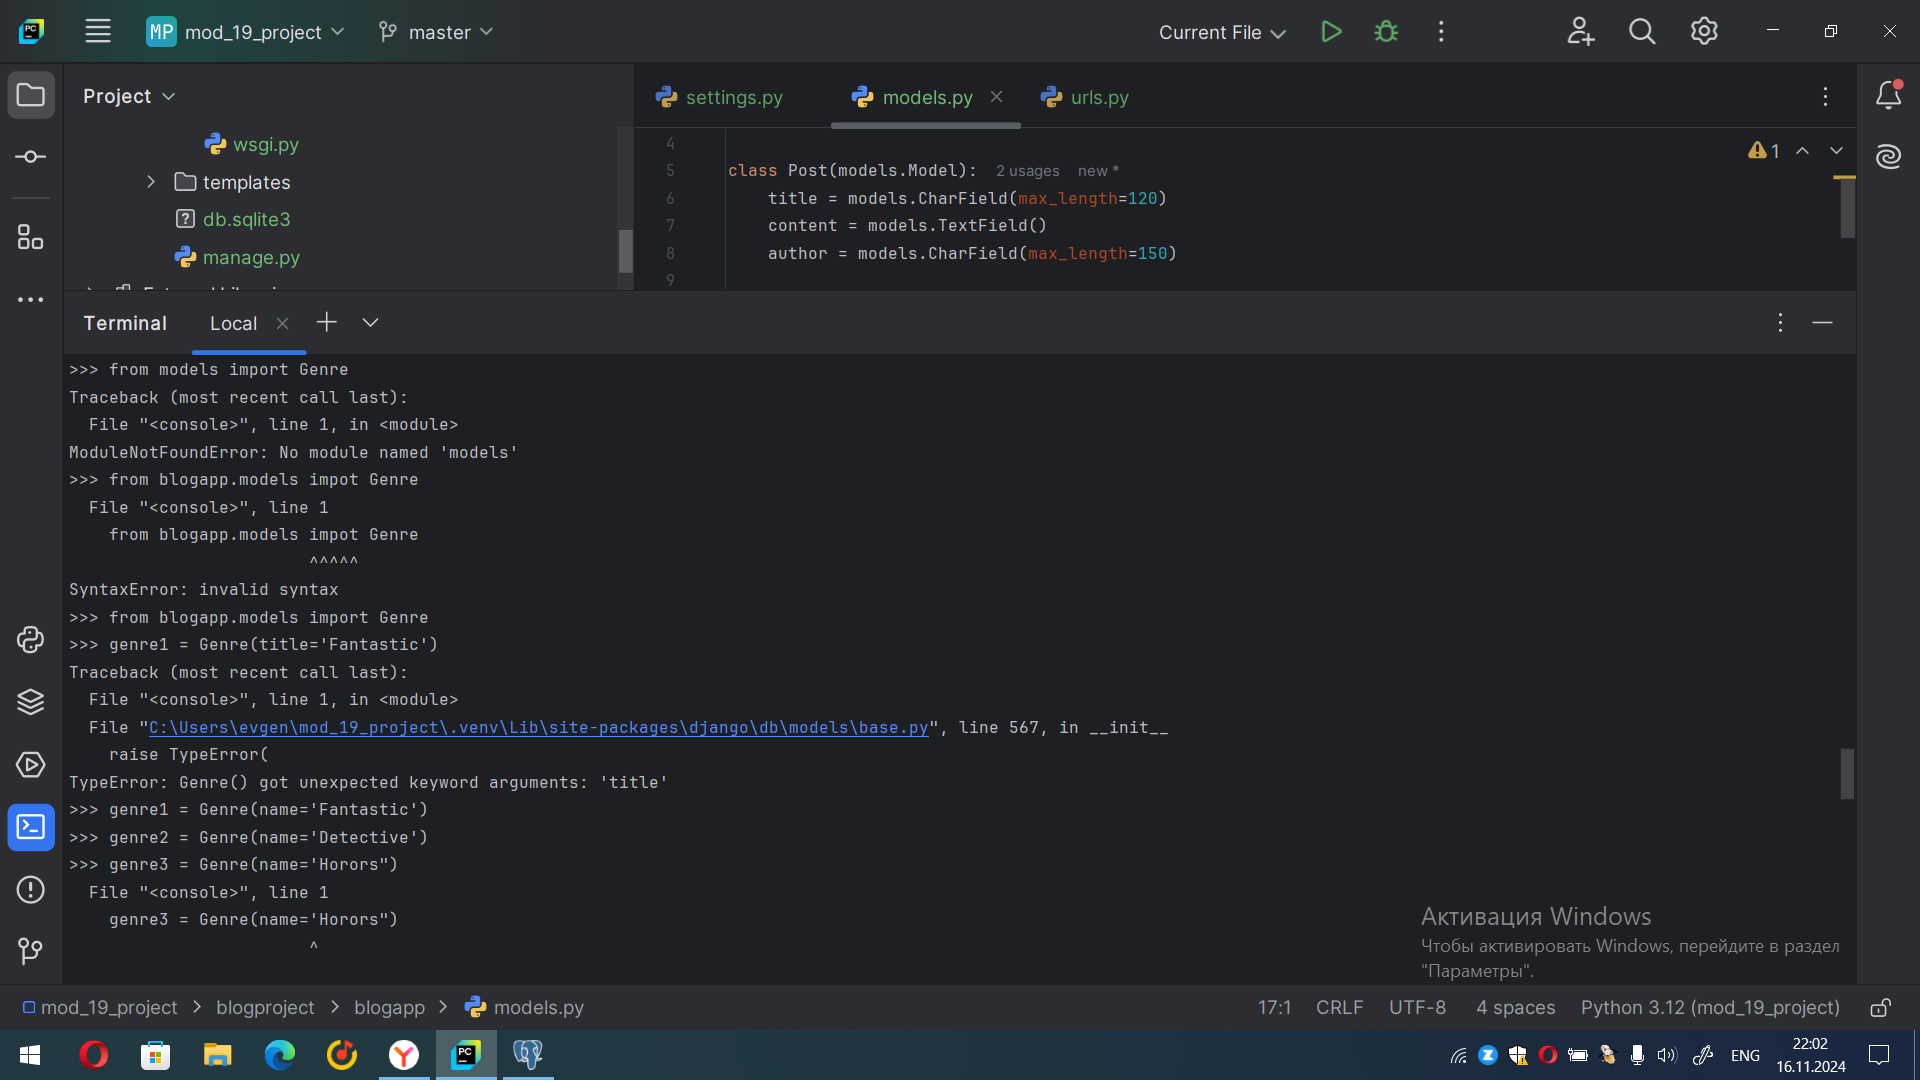 PC
MP mod_19_project
master
Current File
Project
settings.py
models.py
urls.py
wsgi.py
templates
db.sqlite3
manage.py
4
5 class Post(models.Model): 2 usages new *
6 title = models.CharField(max_length=120)
7 content = models.TextField()
8 author = models.CharField(max_length=150)
9
1
Terminal
Local
>>> from models import Genre
Traceback (most recent call last):
File "<console>", line 1, in <module>
ModuleNotFoundError: No module named 'models'
>>> from blogapp.models impot Genre
File "<console>", line 1
from blogapp.models impot Genre
^^^^^
SyntaxError: invalid syntax
>>> from blogapp.models import Genre
>>> genre1 = Genre(title='Fantastic')
Traceback (most recent call last):
File "<console>", line 1, in <module>
File "C:\Users\evgen\mod_19_project\.venv\Lib\site-packages\django\db\models\base.py", line 567, in __init__
raise TypeError(
TypeError: Genre() got unexpected keyword arguments: 'title'
>>> genre1 = Genre(name='Fantastic')
>>> genre2 = Genre(name='Detective')
>>> genre3 = Genre(name='Horors")
File "<console>", line 1
genre3 = Genre(name='Horors")
^
Активация Windows
Чтобы активировать Windows, перейдите в раздел
"Параметры".
mod_19_project > blogproject > blogapp > models.py
17:1 CRLF UTF-8 4 spaces Python 3.12 (mod_19_project)
PC
ENG
22:02
16.11.2024